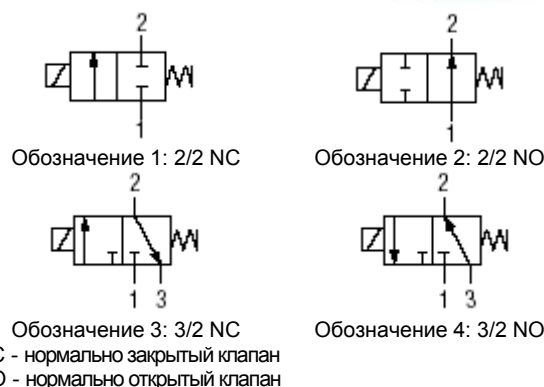 2 2
1 1
Обозначение 1: 2/2 NC Обозначение 2: 2/2 NO
2 2
1 3 1 3
Обозначение 3: 3/2 NC Обозначение 4: 3/2 NO
C - нормально закрытый клапан
O - нормально открытый клапан